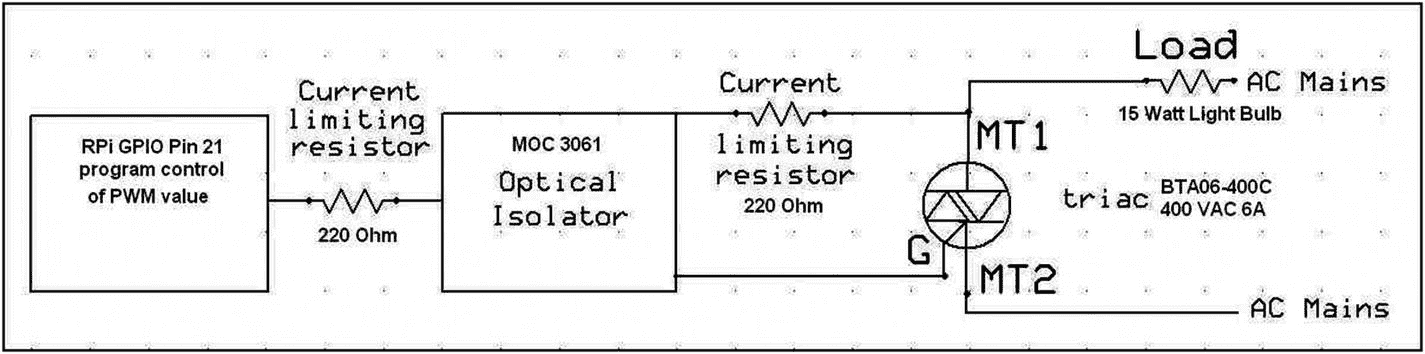 RPi GPIO Pin 21
program control
of PWM value
Current
limiting
resistor
220 Ohm
MOC 3061
Optical
Isolator
Current
limiting
resistor
220 Ohm
Load
AC Mains
15 Watt Light Bulb
MT1
triac
BTA06-400C
400 VAC 6A
G
MT2
AC Mains